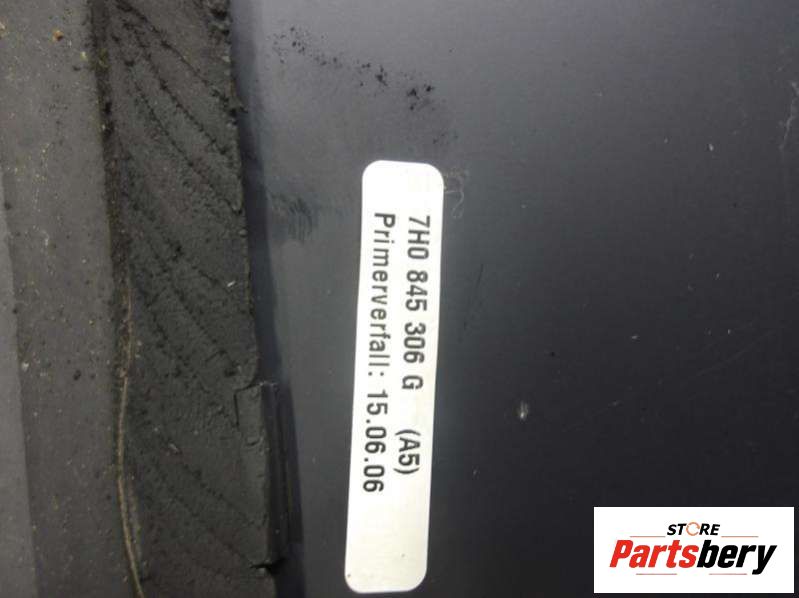 7H0 845 306 G (A5)
Primerverfall: 15.06.06
STORE
Partsbery